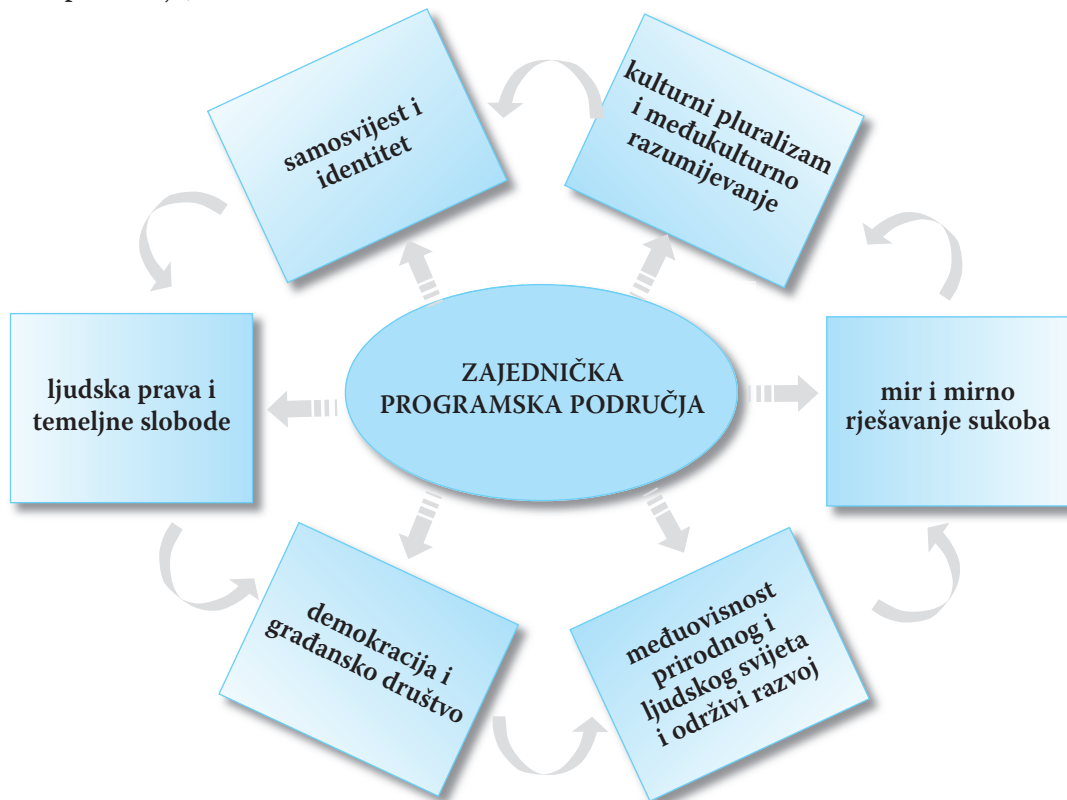 samosvijest i
identitet
kulturni pluralizam
i međukulturno
razumijevanje
ljudska prava i
temeljne slobode
ZAJEDNIČKA
PROGRAMSKA PODRUČJA
mir i mirno
rješavanje sukoba
demokracija i
građansko društvo
međuovisnost
prirodnog i
ljudskog svijeta
i održivi razvoj